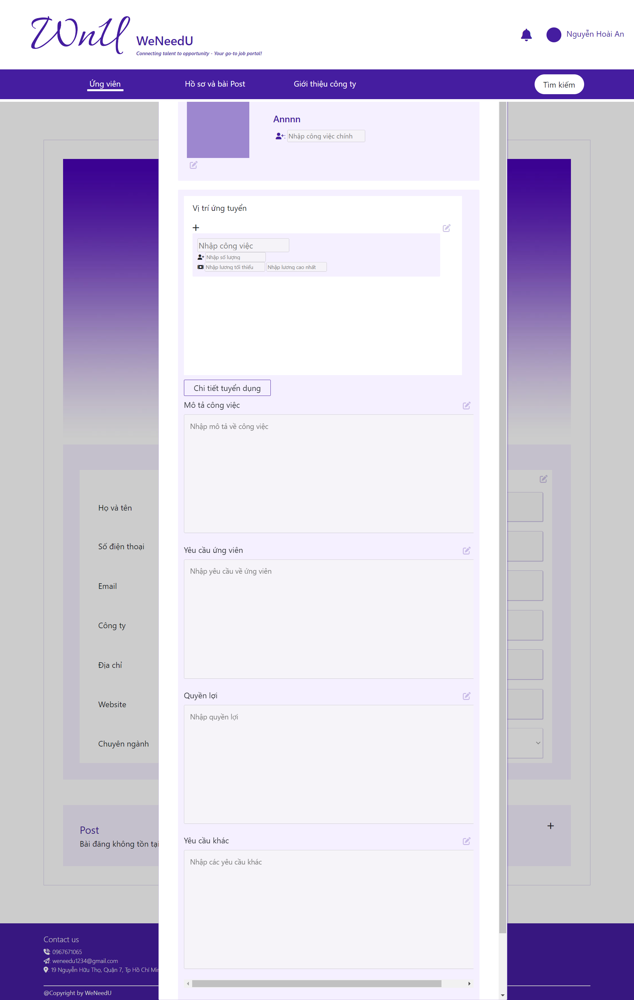 WnU
WeNeedU
Connecting talent to opportunity - Your go-to job portal!
Nguyễn Hoài An
Ứng viên
Hồ sơ và bài Post
Giới thiệu công ty
Tìm kiếm
Annnn
: Nhập công việc chính
Vị trí ứng tuyển
Nhập công việc
Nhập số lượng
Nhập lương tối thiểu
Nhập lương cao nhất
Chi tiết tuyển dụng
Mô tả công việc
Nhập mô tả về công việc
Yêu cầu ứng viên
Nhập yêu cầu về ứng viên
Quyền lợi
Nhập quyền lợi
Yêu cầu khác
Nhập các yêu cầu khác
Họ và tên
Số điện thoại
Email
Công ty
Địa chỉ
Website
Chuyên ngành
Post
Bài đăng không tồn tại
Contact us
: 0967671065
: weneedu1234@gmail.com
: 19 Nguyễn Hữu Thọ, Quận 7, Tp Hồ Chí Min
@Copyright by WeNeedU